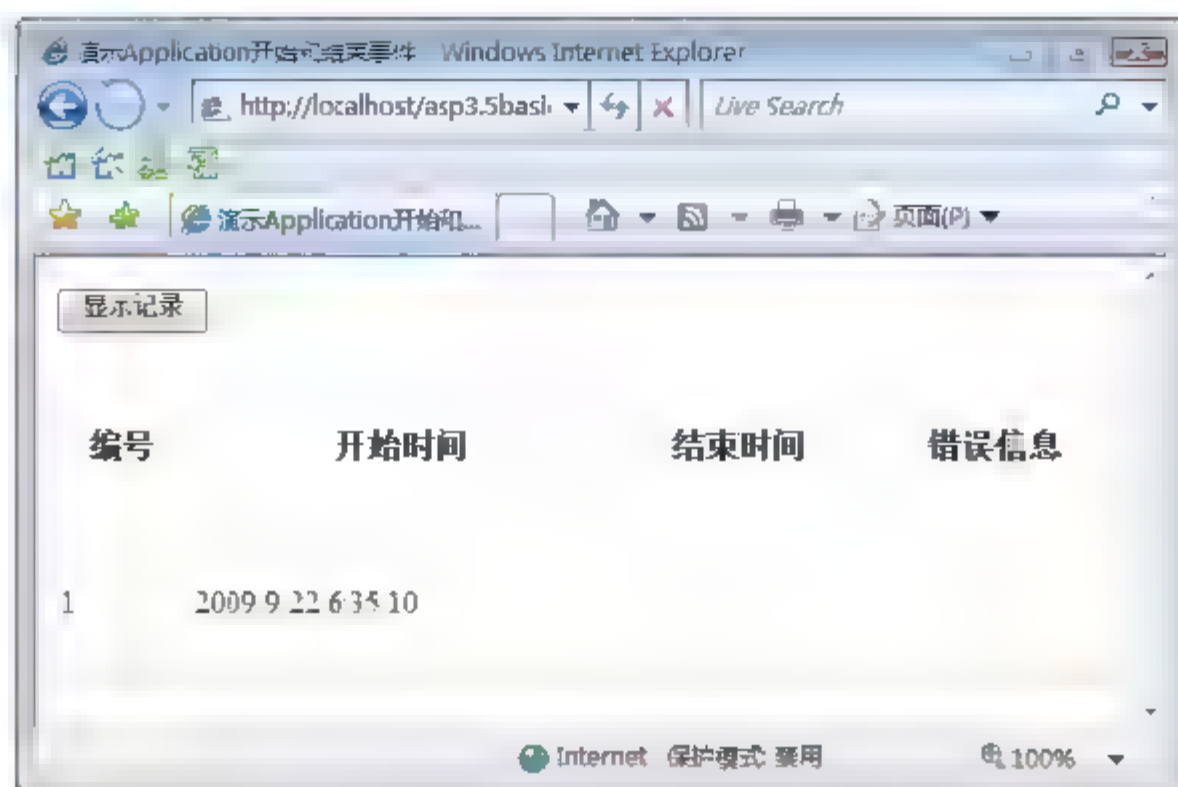 演示Application开始和结束事件 Windows Internet Explorer
http://localhost/asp3.5basi
Live Search
演示Application开始和...
页面(P)
显示记录
编号 开始时间 结束时间 错误信息
1 2009 9 22 6:35 10
Internet 保护模式 禁用
100%